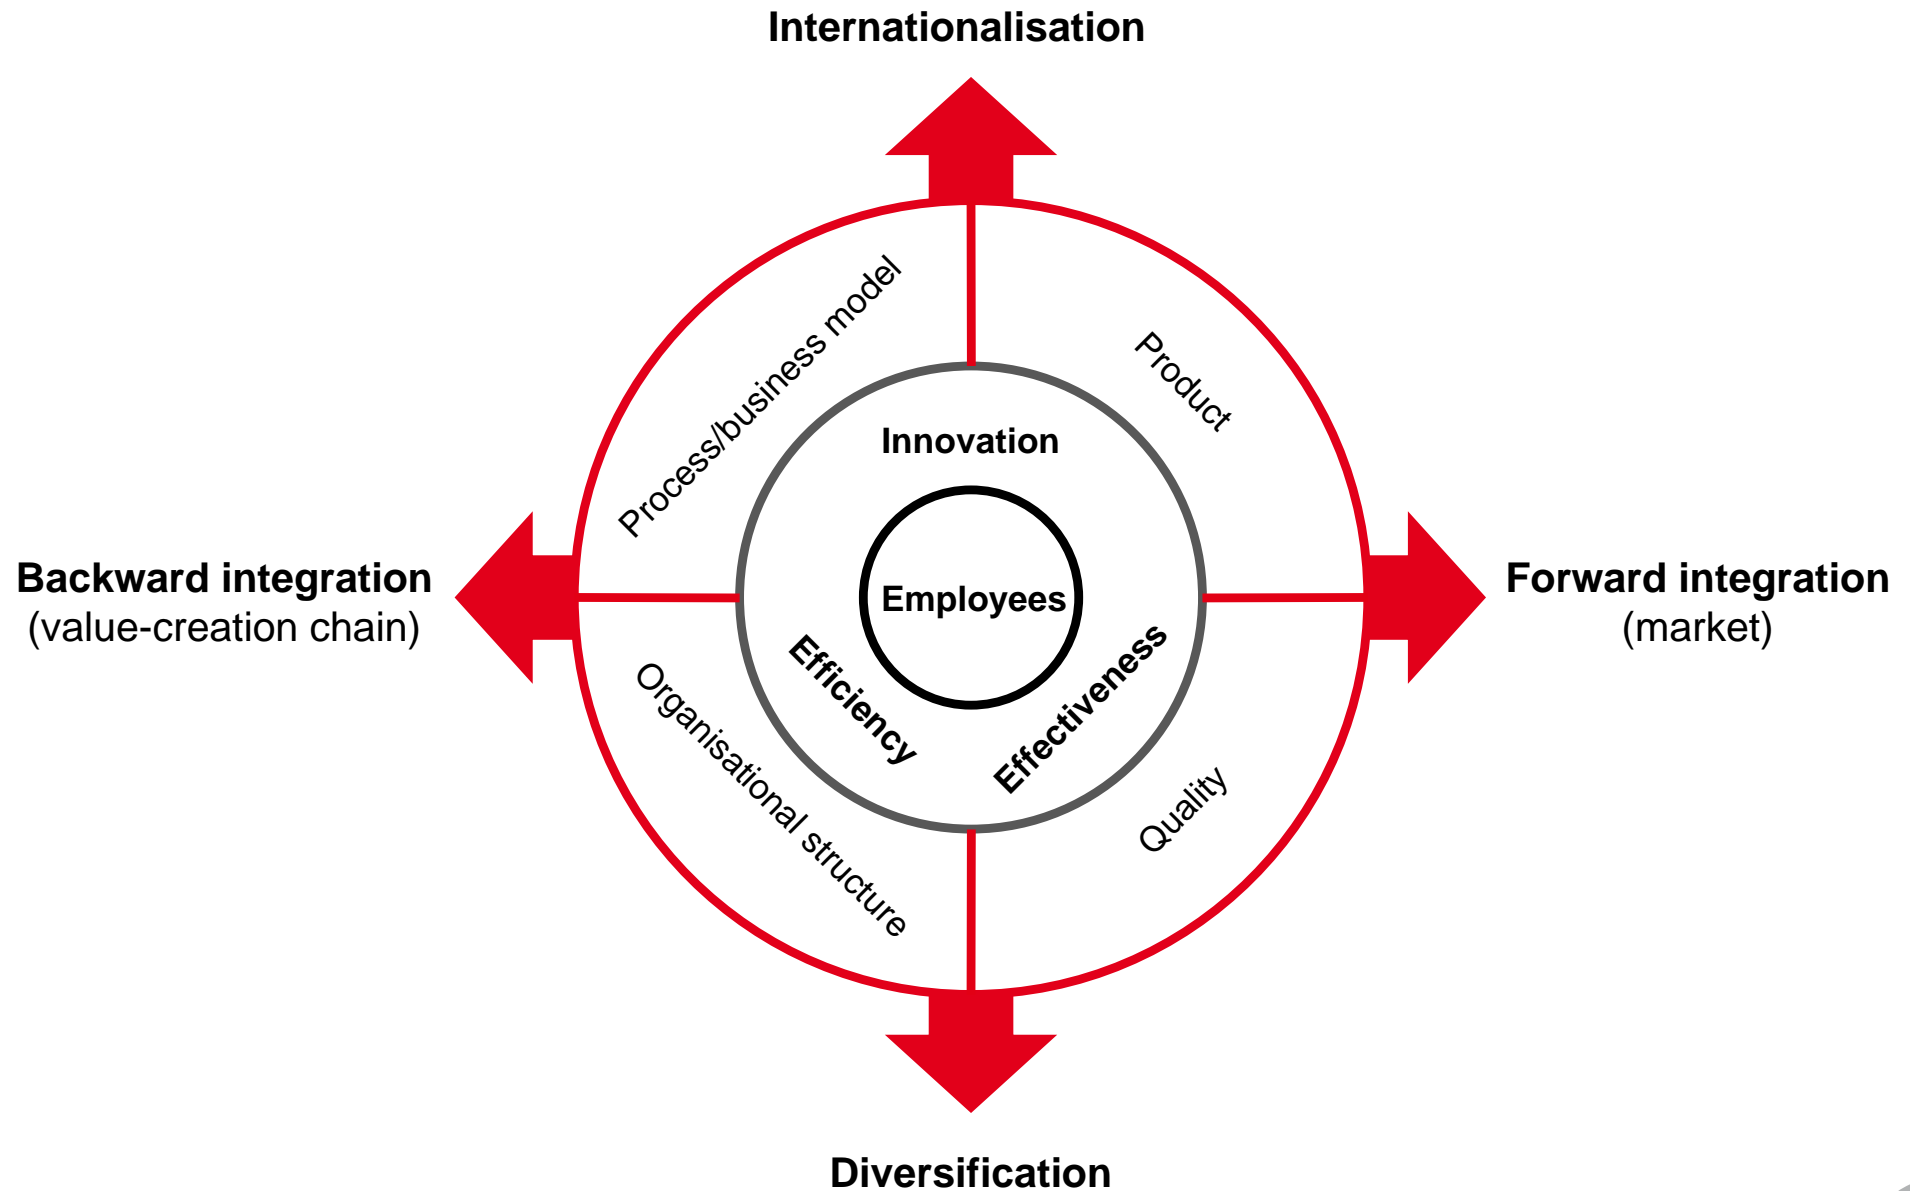 Internationalisation
Process/business model
Product
Innovation
Backward integration
(value-creation chain)
Employees
Forward integration
(market)
Efficiency
Effectiveness
Organisational structure
Quality
Diversification